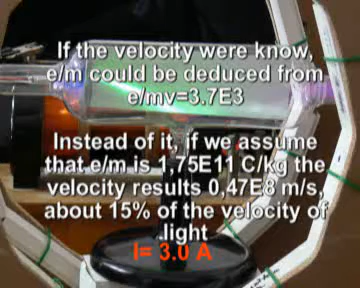 If the velocity were know,
e/m could be deduced from
e/mv=3.7E3
Instead of it, if we assume
that e/m is 1,75E11 C/kg the
velocity results 0,47E8 m/s,
about 15% of the velocity of
light
I= 3.0 A